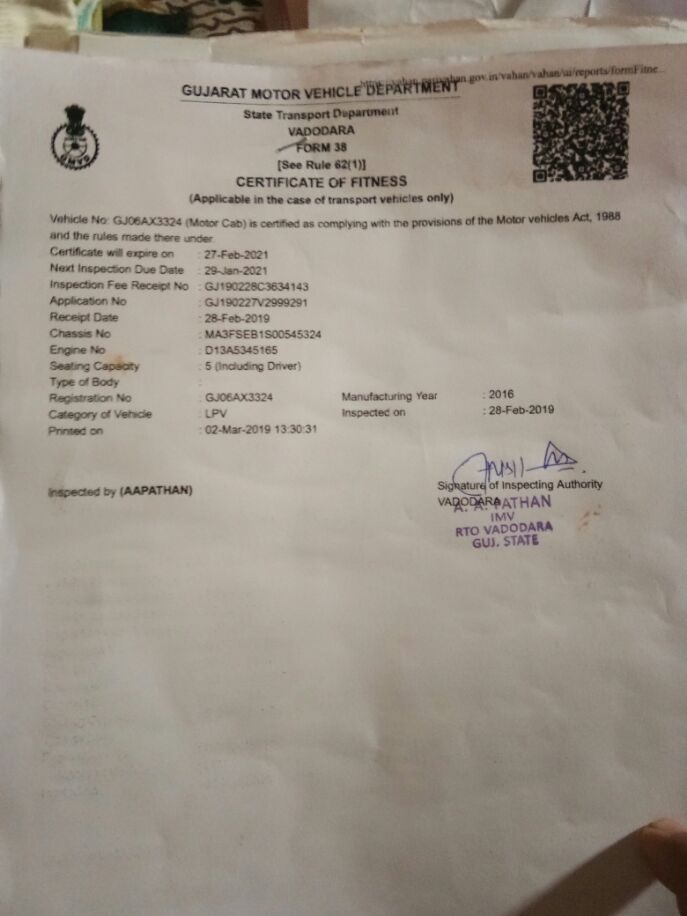 https://vahan.parivahan.gov.in/vahan/vahan/ui/reports/formFitne...
GUJARAT MOTOR VEHICLE DEPARTMENT
State Transport Department
VADODARA
FORM 38
[See Rule 62(1)]
CERTIFICATE OF FITNESS
(Applicable in the case of transport vehicles only)
GMVD
Vehicle No: GJ06AX3324 (Motor Cab) is certified as complying with the provisions of the Motor vehicles Act, 1988
and the rules made there under.
Certificate will expire on : 27-Feb-2021
Next Inspection Due Date : 29-Jan-2021
Inspection Fee Receipt No : GJ190228C3634143
Application No : GJ190227V2999291
Receipt Date : 28-Feb-2019
Chassis No : MA3FSEB1S00545324
Engine No : D13A5345165
Seating Capacity : 5 (Including Driver)
Type of Body :
Registration No : GJ06AX3324 Manufacturing Year : 2016
Category of Vehicle : LPV Inspected on : 28-Feb-2019
Printed on : 02-Mar-2019 13:30:31
Inspected by (AAPATHAN)
Signature of Inspecting Authority
VADODARA
A. A. PATHAN
IMV
RTO VADODARA
GUJ. STATE